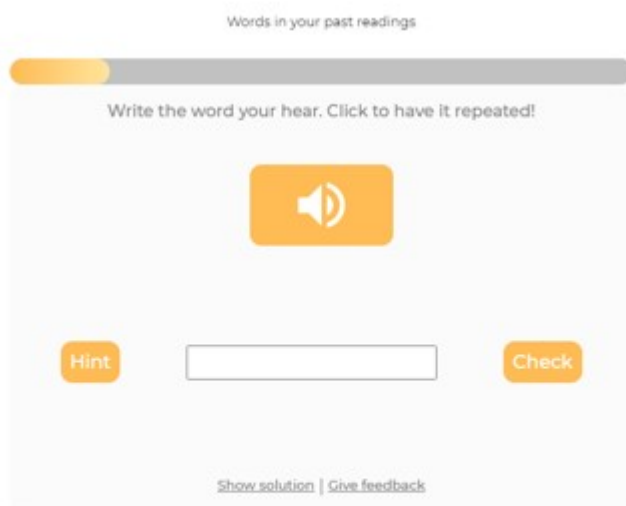 Words in your past readings
Write the word your hear. Click to have it repeated!
Hint Check
Show solution | Give feedback